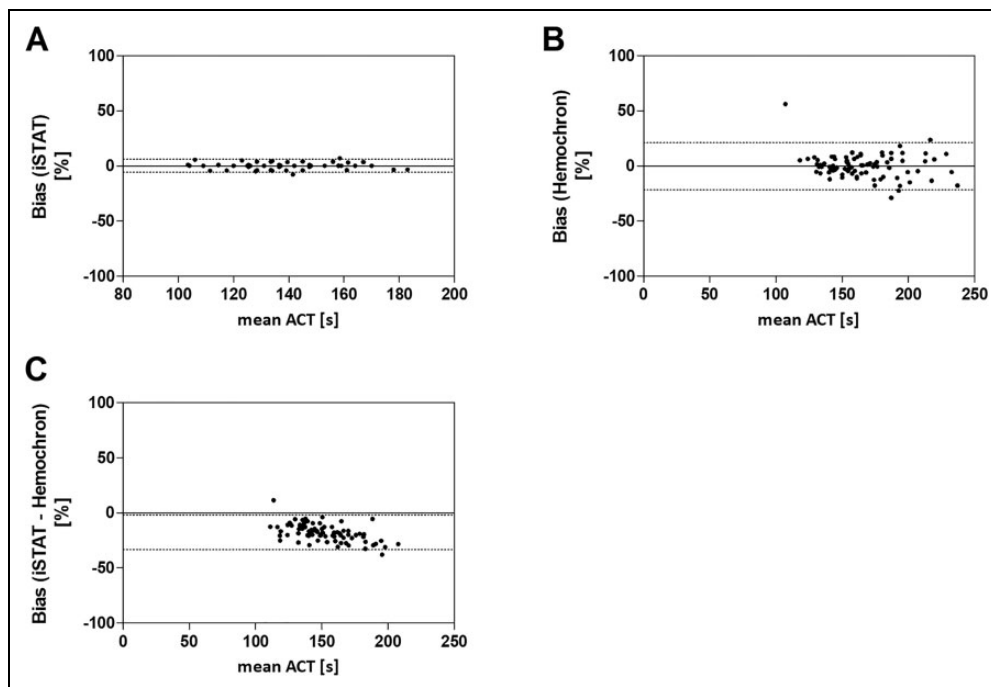 A
Bias (iSTAT)
[%]
100
50
0
-50
-100
80 100 120 140 160 180 200
mean ACT [s]
B
Bias (Hemochron)
[%]
100
50
0
-50
-100
0 50 100 150 200 250
mean ACT [s]
C
Bias (iSTAT - Hemochron)
[%]
100
50
0
-50
-100
0 50 100 150 200 250
mean ACT [s]